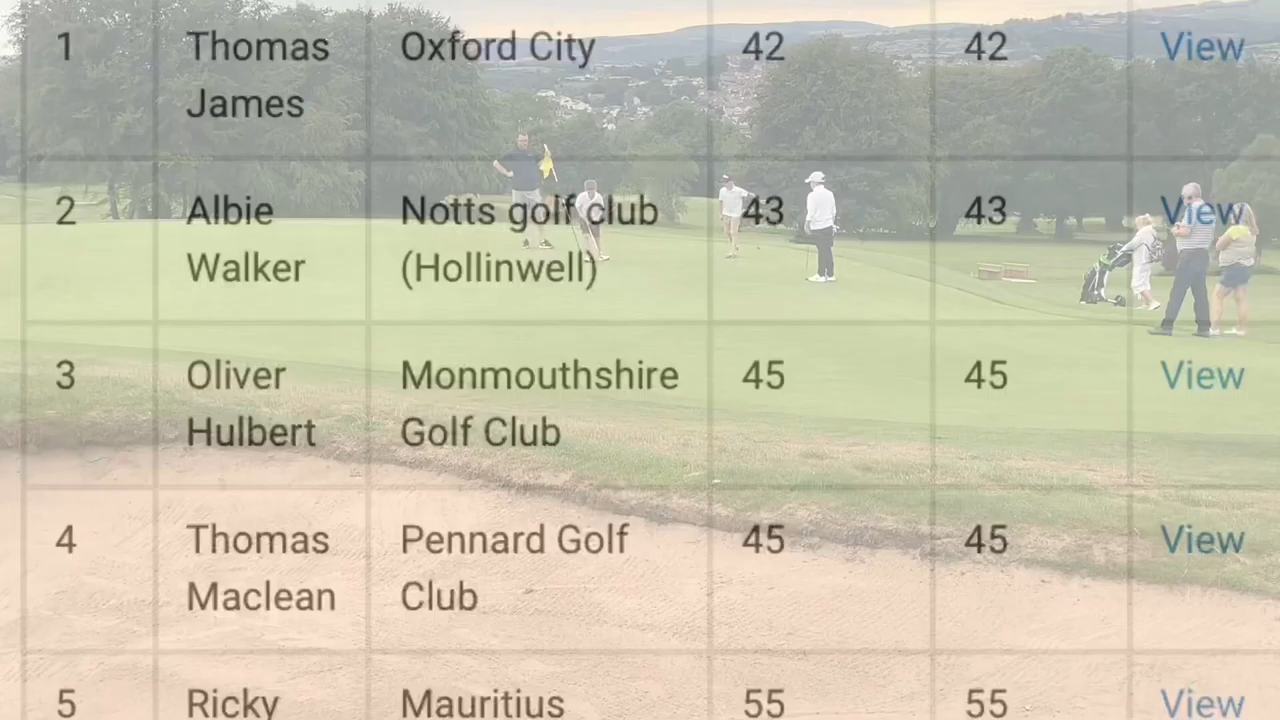 1 Thomas Oxford City 42 42 View
James
2 Albie Notts golf club 43 43 View
Walker (Hollinwell)
3 Oliver Monmouthshire 45 45 View
Hulbert Golf Club
4 Thomas Pennard Golf 45 45 View
Maclean Club
5 Ricky Mauritius 55 55 View